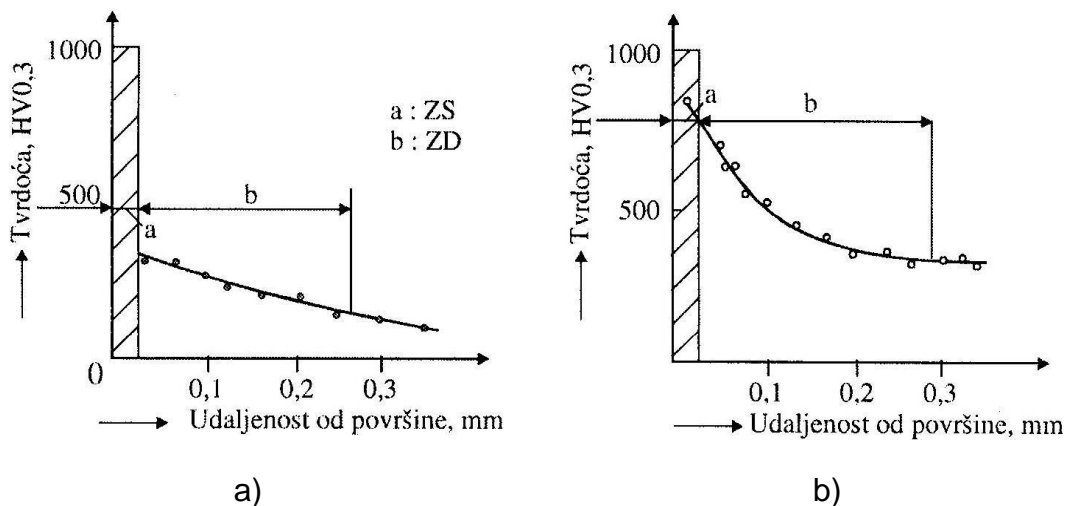 Tvrdoća, HV0,3
1000
500
0
a : ZS
b : ZD
b
a
0,1
0,2
0,3
Udaljenost od površine, mm
a)
Tvrdoća, HV0,3
1000
500
a
b
0,1
0,2
0,3
Udaljenost od površine, mm
b)